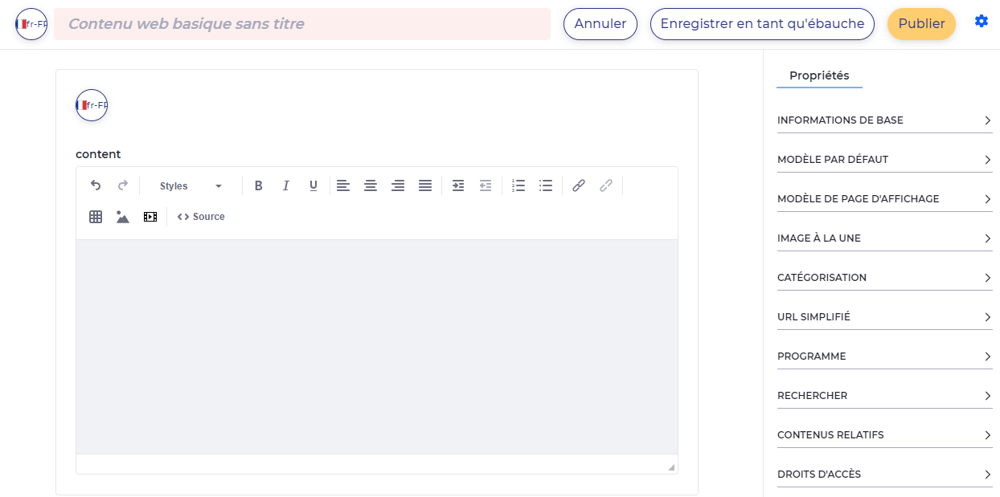 fr-FR Contenu web basique sans titre Annuler Enregistrer en tant qu'ébauche Publier
Propriétés
fr-FR
INFORMATIONS DE BASE
content
MODÈLE PAR DÉFAUT
Styles B I U
MODÈLE DE PAGE D'AFFICHAGE
Source
IMAGE À LA UNE
CATÉGORISATION
URL SIMPLIFIÉ
PROGRAMME
RECHERCHER
CONTENUS RELATIFS
DROITS D'ACCÈS